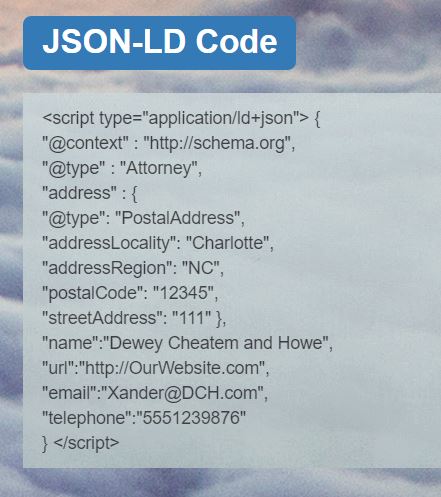 JSON-LD Code
<script type="application/ld+json"> {
"@context" : "http://schema.org",
"@type" : "Attorney",
"address" : {
"@type": "PostalAddress",
"addressLocality": "Charlotte",
"addressRegion": "NC",
"postalCode": "12345",
"streetAddress": "111" },
"name":"Dewey Cheatem and Howe",
"url":"http://OurWebsite.com",
"email":"Xander@DCH.com",
"telephone":"5551239876"
} </script>